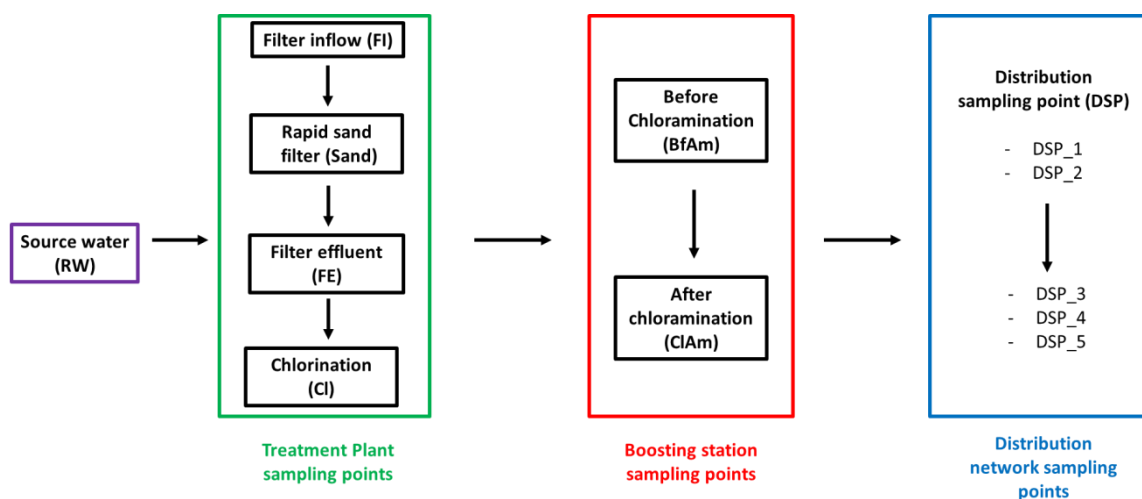 Source water
(RW)
Filter inflow (FI)
Rapid sand
filter (Sand)
Filter effluent
(FE)
Chlorination
(Cl)
Treatment Plant
sampling points
Before
Chloramination
(BfAm)
After
chloramination
(ClAm)
Boosting station
sampling points
Distribution
sampling point (DSP)
- DSP_1
- DSP_2
- DSP_3
- DSP_4
- DSP_5
Distribution
network sampling
points